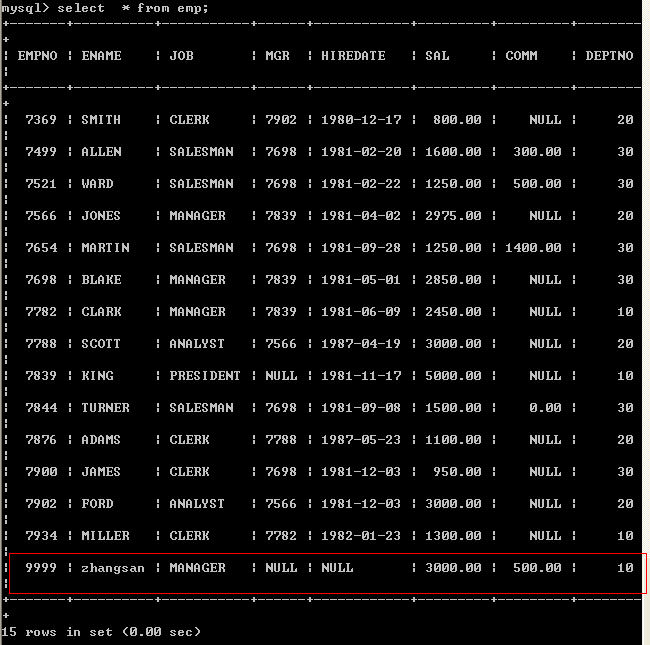 mysql> select  * from emp;
+-------+----------+-----------+------+------------+---------+---------+--------
+
¦ EMPNO ¦ ENAME    ¦ JOB       ¦ MGR  ¦ HIREDATE   ¦ SAL     ¦ COMM    ¦ DEPTNO
¦
+-------+----------+-----------+------+------------+---------+---------+--------
+
¦  7369 ¦ SMITH    ¦ CLERK     ¦ 7902 ¦ 1980-12-17 ¦  800.00 ¦    NULL ¦     20
¦
¦  7499 ¦ ALLEN    ¦ SALESMAN  ¦ 7698 ¦ 1981-02-20 ¦ 1600.00 ¦  300.00 ¦     30
¦
¦  7521 ¦ WARD     ¦ SALESMAN  ¦ 7698 ¦ 1981-02-22 ¦ 1250.00 ¦  500.00 ¦     30
¦
¦  7566 ¦ JONES    ¦ MANAGER   ¦ 7839 ¦ 1981-04-02 ¦ 2975.00 ¦    NULL ¦     20
¦
¦  7654 ¦ MARTIN   ¦ SALESMAN  ¦ 7698 ¦ 1981-09-28 ¦ 1250.00 ¦ 1400.00 ¦     30
¦
¦  7698 ¦ BLAKE    ¦ MANAGER   ¦ 7839 ¦ 1981-05-01 ¦ 2850.00 ¦    NULL ¦     30
¦
¦  7782 ¦ CLARK    ¦ MANAGER   ¦ 7839 ¦ 1981-06-09 ¦ 2450.00 ¦    NULL ¦     10
¦
¦  7788 ¦ SCOTT    ¦ ANALYST   ¦ 7566 ¦ 1987-04-19 ¦ 3000.00 ¦    NULL ¦     20
¦
¦  7839 ¦ KING     ¦ PRESIDENT ¦ NULL ¦ 1981-11-17 ¦ 5000.00 ¦    NULL ¦     10
¦
¦  7844 ¦ TURNER   ¦ SALESMAN  ¦ 7698 ¦ 1981-09-08 ¦ 1500.00 ¦    0.00 ¦     30
¦
¦  7876 ¦ ADAMS    ¦ CLERK     ¦ 7788 ¦ 1987-05-23 ¦ 1100.00 ¦    NULL ¦     20
¦
¦  7900 ¦ JAMES    ¦ CLERK     ¦ 7698 ¦ 1981-12-03 ¦  950.00 ¦    NULL ¦     30
¦
¦  7902 ¦ FORD     ¦ ANALYST   ¦ 7566 ¦ 1981-12-03 ¦ 3000.00 ¦    NULL ¦     20
¦
¦  7934 ¦ MILLER   ¦ CLERK     ¦ 7782 ¦ 1982-01-23 ¦ 1300.00 ¦    NULL ¦     10
¦
¦  9999 ¦ zhangsan ¦ MANAGER   ¦ NULL ¦ NULL       ¦ 3000.00 ¦  500.00 ¦     10
¦
+-------+----------+-----------+------+------------+---------+---------+--------
+
15 rows in set (0.00 sec)